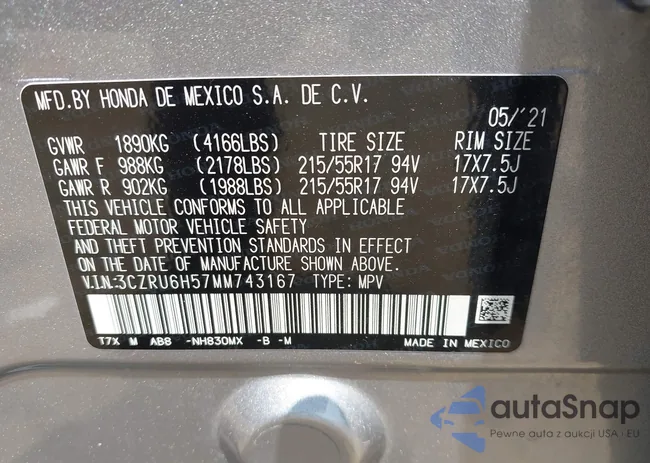 MFD.BY HONDA DE MEXICO S.A. DE C.V.
05/'21
GVWR 1890KG (4166LBS) TIRE SIZE RIM SIZE
GAWR F 988KG (2178LBS) 215/55R17 94V 17X7.5J
GAWR R 902KG (1988LBS) 215/55R17 94V 17X7.5J
THIS VEHICLE CONFORMS TO ALL APPLICABLE
FEDERAL MOTOR VEHICLE SAFETY
AND THEFT PREVENTION STANDARDS IN EFFECT
ON THE DATE OF MANUFACTURE SHOWN ABOVE.
V.I.N:3CZRU6H57MM743167 TYPE: MPV
T7X M AB8 -NH830MX -B -M MADE IN MEXICO
autoSnap
Pewne auta z aukcji USA i EU